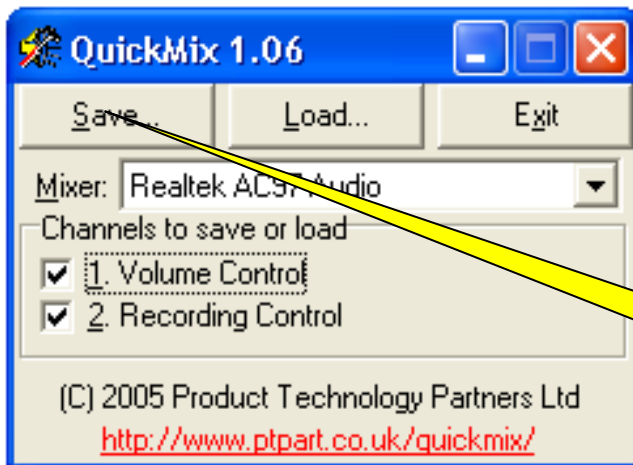 QuickMix 1.06
Save... Load... Exit
Mixer: Realtek AC97 Audio
Channels to save or load
1. Volume Control
2. Recording Control
(C) 2005 Product Technology Partners Ltd
http://www.ptpart.co.uk/quickmix/